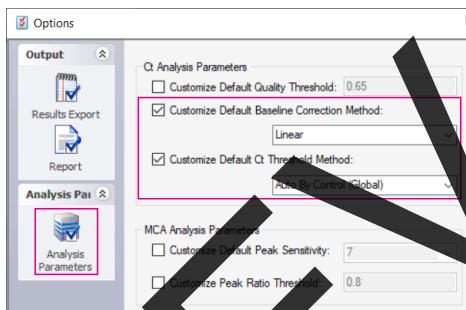 Options
Output
Results Export
Report
Analysis Par
Analysis
Parameters
Ct Analysis Parameters
Customize Default Quality Threshold: 0.65
Customize Default Baseline Correction Method:
Linear
Customize Default Ct Threshold Method:
Auto By Control (Global)
MCA Analysis Parameters
Customize Default Peak Sensitivity: 7
Customize Peak Ratio Threshold: 0.8